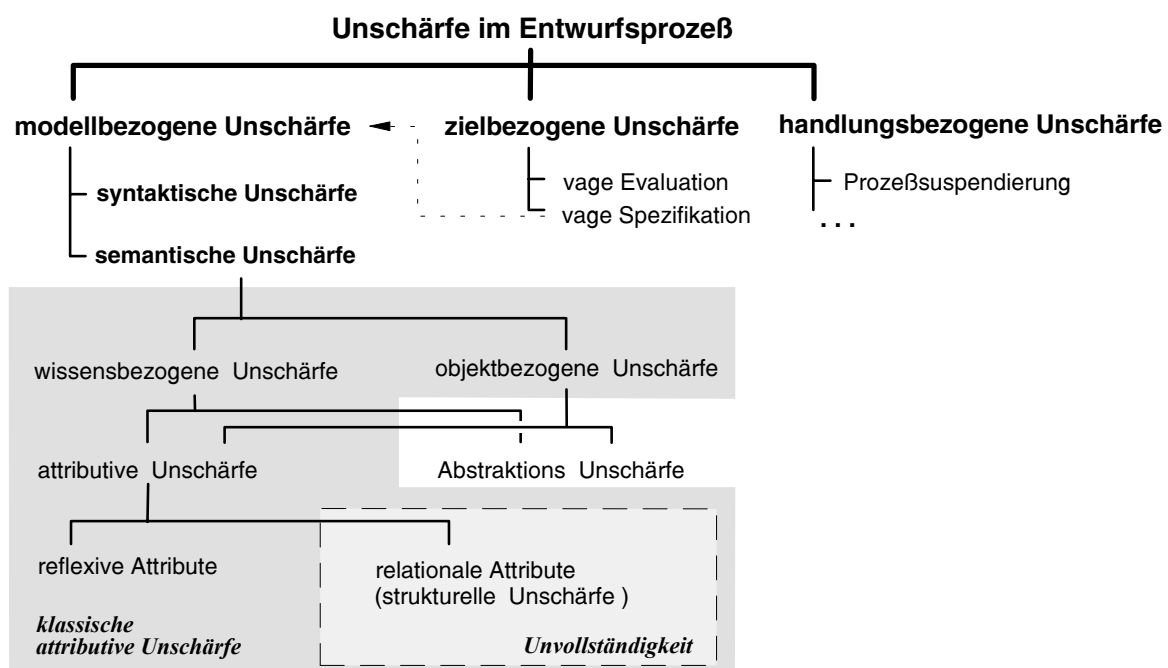 Unschärfe im Entwurfsprozeß
modellbezogene Unschärfe
zielbezogene Unschärfe
handlungsbezogene Unschärfe
syntaktische Unschärfe
vage Evaluation
vage Spezifikation
Prozeßsuspendierung
...
semantische Unschärfe
wissensbezogene Unschärfe
objektbezogene Unschärfe
attributive Unschärfe
Abstraktions Unschärfe
reflexive Attribute
relationale Attribute
(strukturelle Unschärfe )
klassische
attributive Unschärfe
Unvollständigkeit